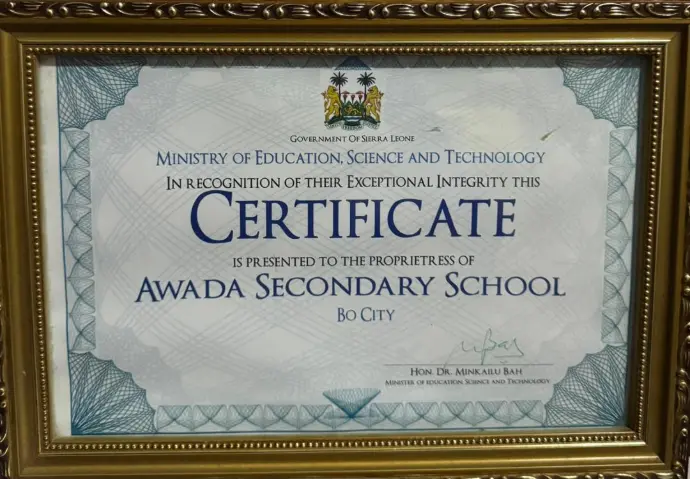 Government Of Sierra Leone
Ministry of Education, Science and Technology
In recognition of their Exceptional Integrity this
Certificate
is presented to the proprietress of
Awada Secondary School
Bo City
Hon. Dr. Minkailu Bah
Minister of education, Science and Technology